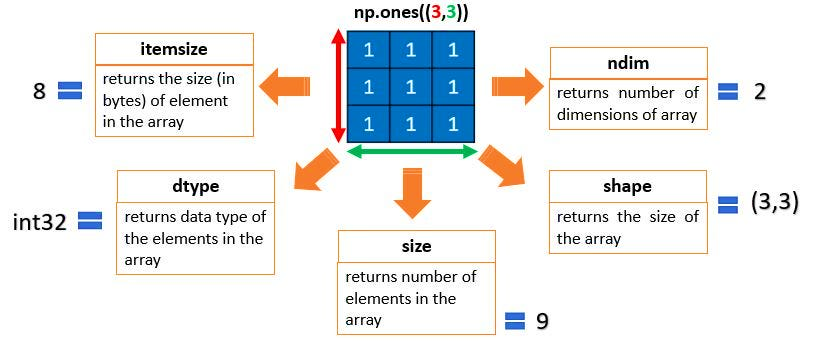 np.ones((3,3))
1 1 1
1 1 1
1 1 1
itemsize
returns the size (in
bytes) of element
in the array
8 =
ndim
returns number of
dimensions of array
= 2
dtype
returns data type of
the elements in the
array
int32 =
shape
returns the size of
the array
= (3,3)
size
returns number of
elements in the
array
= 9